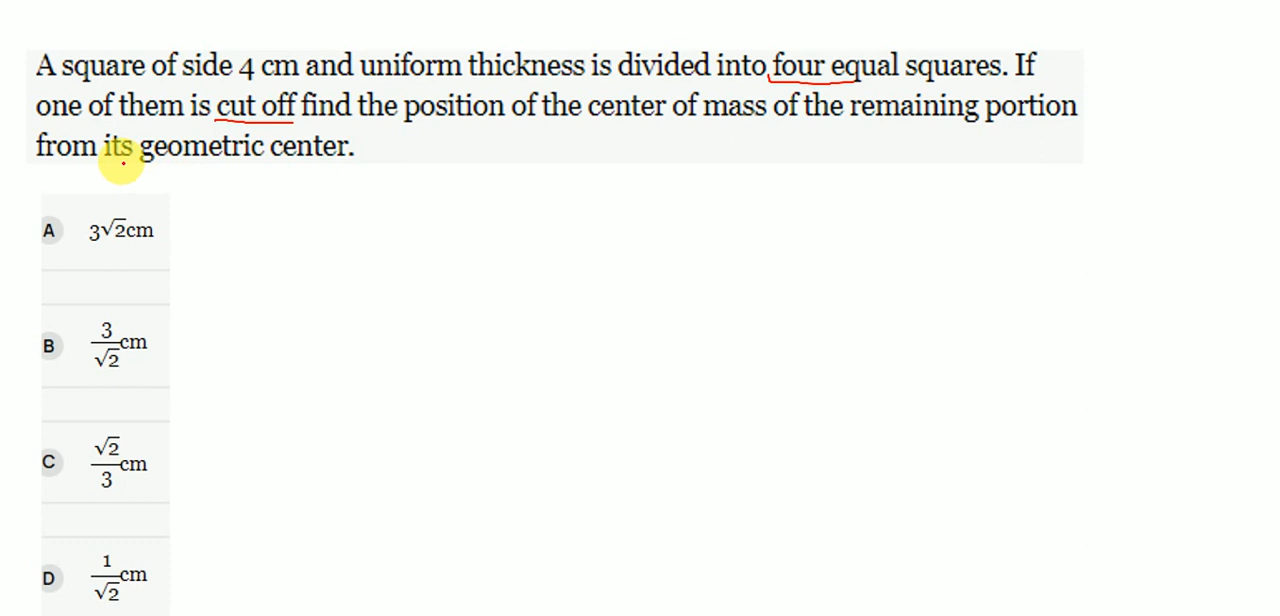 A square of side 4 cm and uniform thickness is divided into four equal squares. If
one of them is cut off find the position of the center of mass of the remaining portion
from its geometric center.
A 3√2cm
B 3/√2 cm
C √2/3 cm
D 1/√2 cm